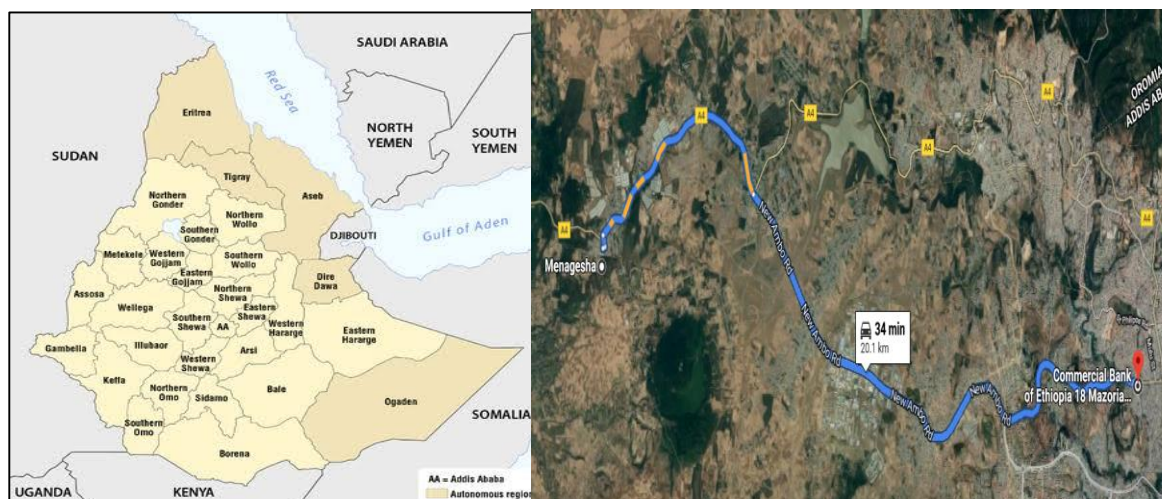 SAUDI ARABIA
Red Sea
Eritrea
SUDAN
NORTH
YEMEN
SOUTH
YEMEN
Tigray
Aseb
Northern
Gonder
Northern
Wollo
Southern
Gonder
DJIBOUTI
Gulf of Aden
Metekele
Western
Gojjam
Eastern
Gojjam
Southern
Wollo
Dire
Dawa
Assosa
Northern
Shewa
Wellega
Southern
Shewa
AA
Eastern
Shewa
Western
Hararge
Eastern
Hararge
Gambella
Illubaor
Western
Shewa
Arsi
Keffa
Northern
Omo
Sidamo
Bale
Ogaden
Southern
Omo
SOMALIA
Borena
UGANDA
KENYA
AA = Addis Ababa
Autonomous region
A4
A4
A4
A4
A4
A4
OROMIA
ADDIS AB
Menagesha
New Ambo Rd
New Ambo Rd
34 min
20.1 km
New Ambo Rd
New Ambo Rd
New Ambo Rd
Commercial Bank
of Ethiopia 18 Mazoria...